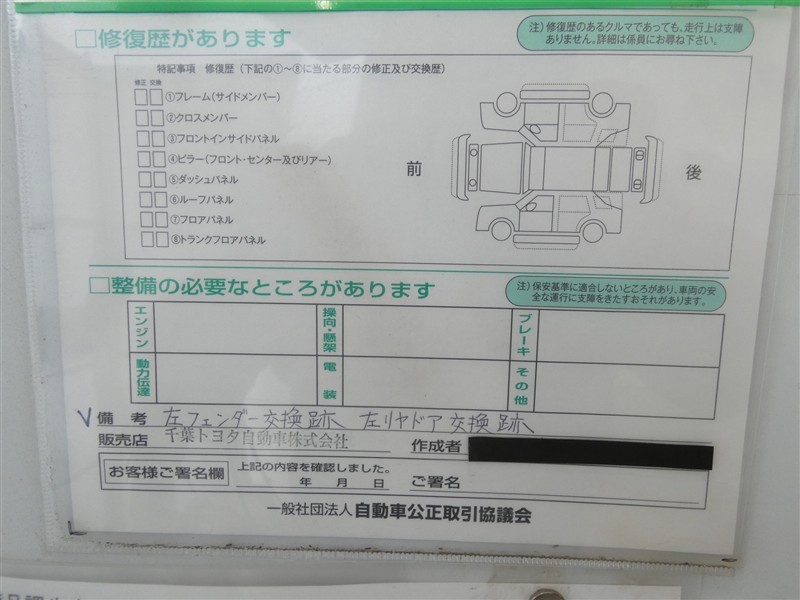 □修復歴があります
注）修復歴のあるクルマであっても、走行上は支障
ありません。詳細は係員にお尋ね下さい。
特記事項 修復歴（下記の①～⑧に当たる部分の修正及び交換歴）
修正 交換
①フレーム（サイドメンバー）
②クロスメンバー
③フロントインサイドパネル
④ピラー（フロント・センター及びリアー）
⑤ダッシュパネル
⑥ルーフパネル
⑦フロアパネル
⑧トランクフロアパネル
前
後
□整備の必要なところがあります
注）保安基準に適合しないところがあり、車両の安
全な運行に支障をきたすおそれがあります。
エンジン
操向・懸架
ブレーキ
動力伝達
電装
その他
V 備考 左フェンダー交換跡 左リヤドア交換跡
販売店 千葉トヨタ自動車株式会社 作成者
お客様ご署名欄
上記の内容を確認しました。
年 月 日 ご署名
一般社団法人 自動車公正取引協議会